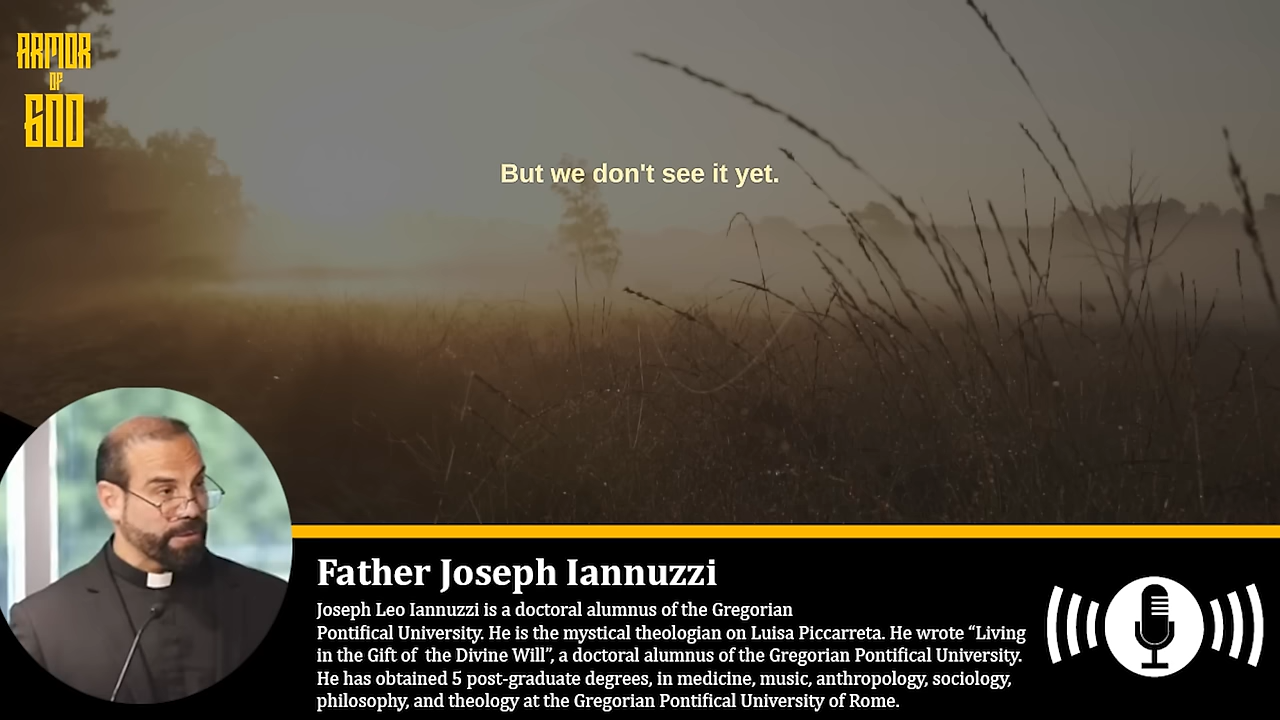 ARMOR
OF
GOD
But we don't see it yet.
Father Joseph Iannuzzi
Joseph Leo Iannuzzi is a doctoral alumnus of the Gregorian
Pontifical University. He is the mystical theologian on Luisa Piccarreta. He wrote “Living
in the Gift of the Divine Will”, a doctoral alumnus of the Gregorian Pontifical University.
He has obtained 5 post-graduate degrees, in medicine, music, anthropology, sociology,
philosophy, and theology at the Gregorian Pontifical University of Rome.